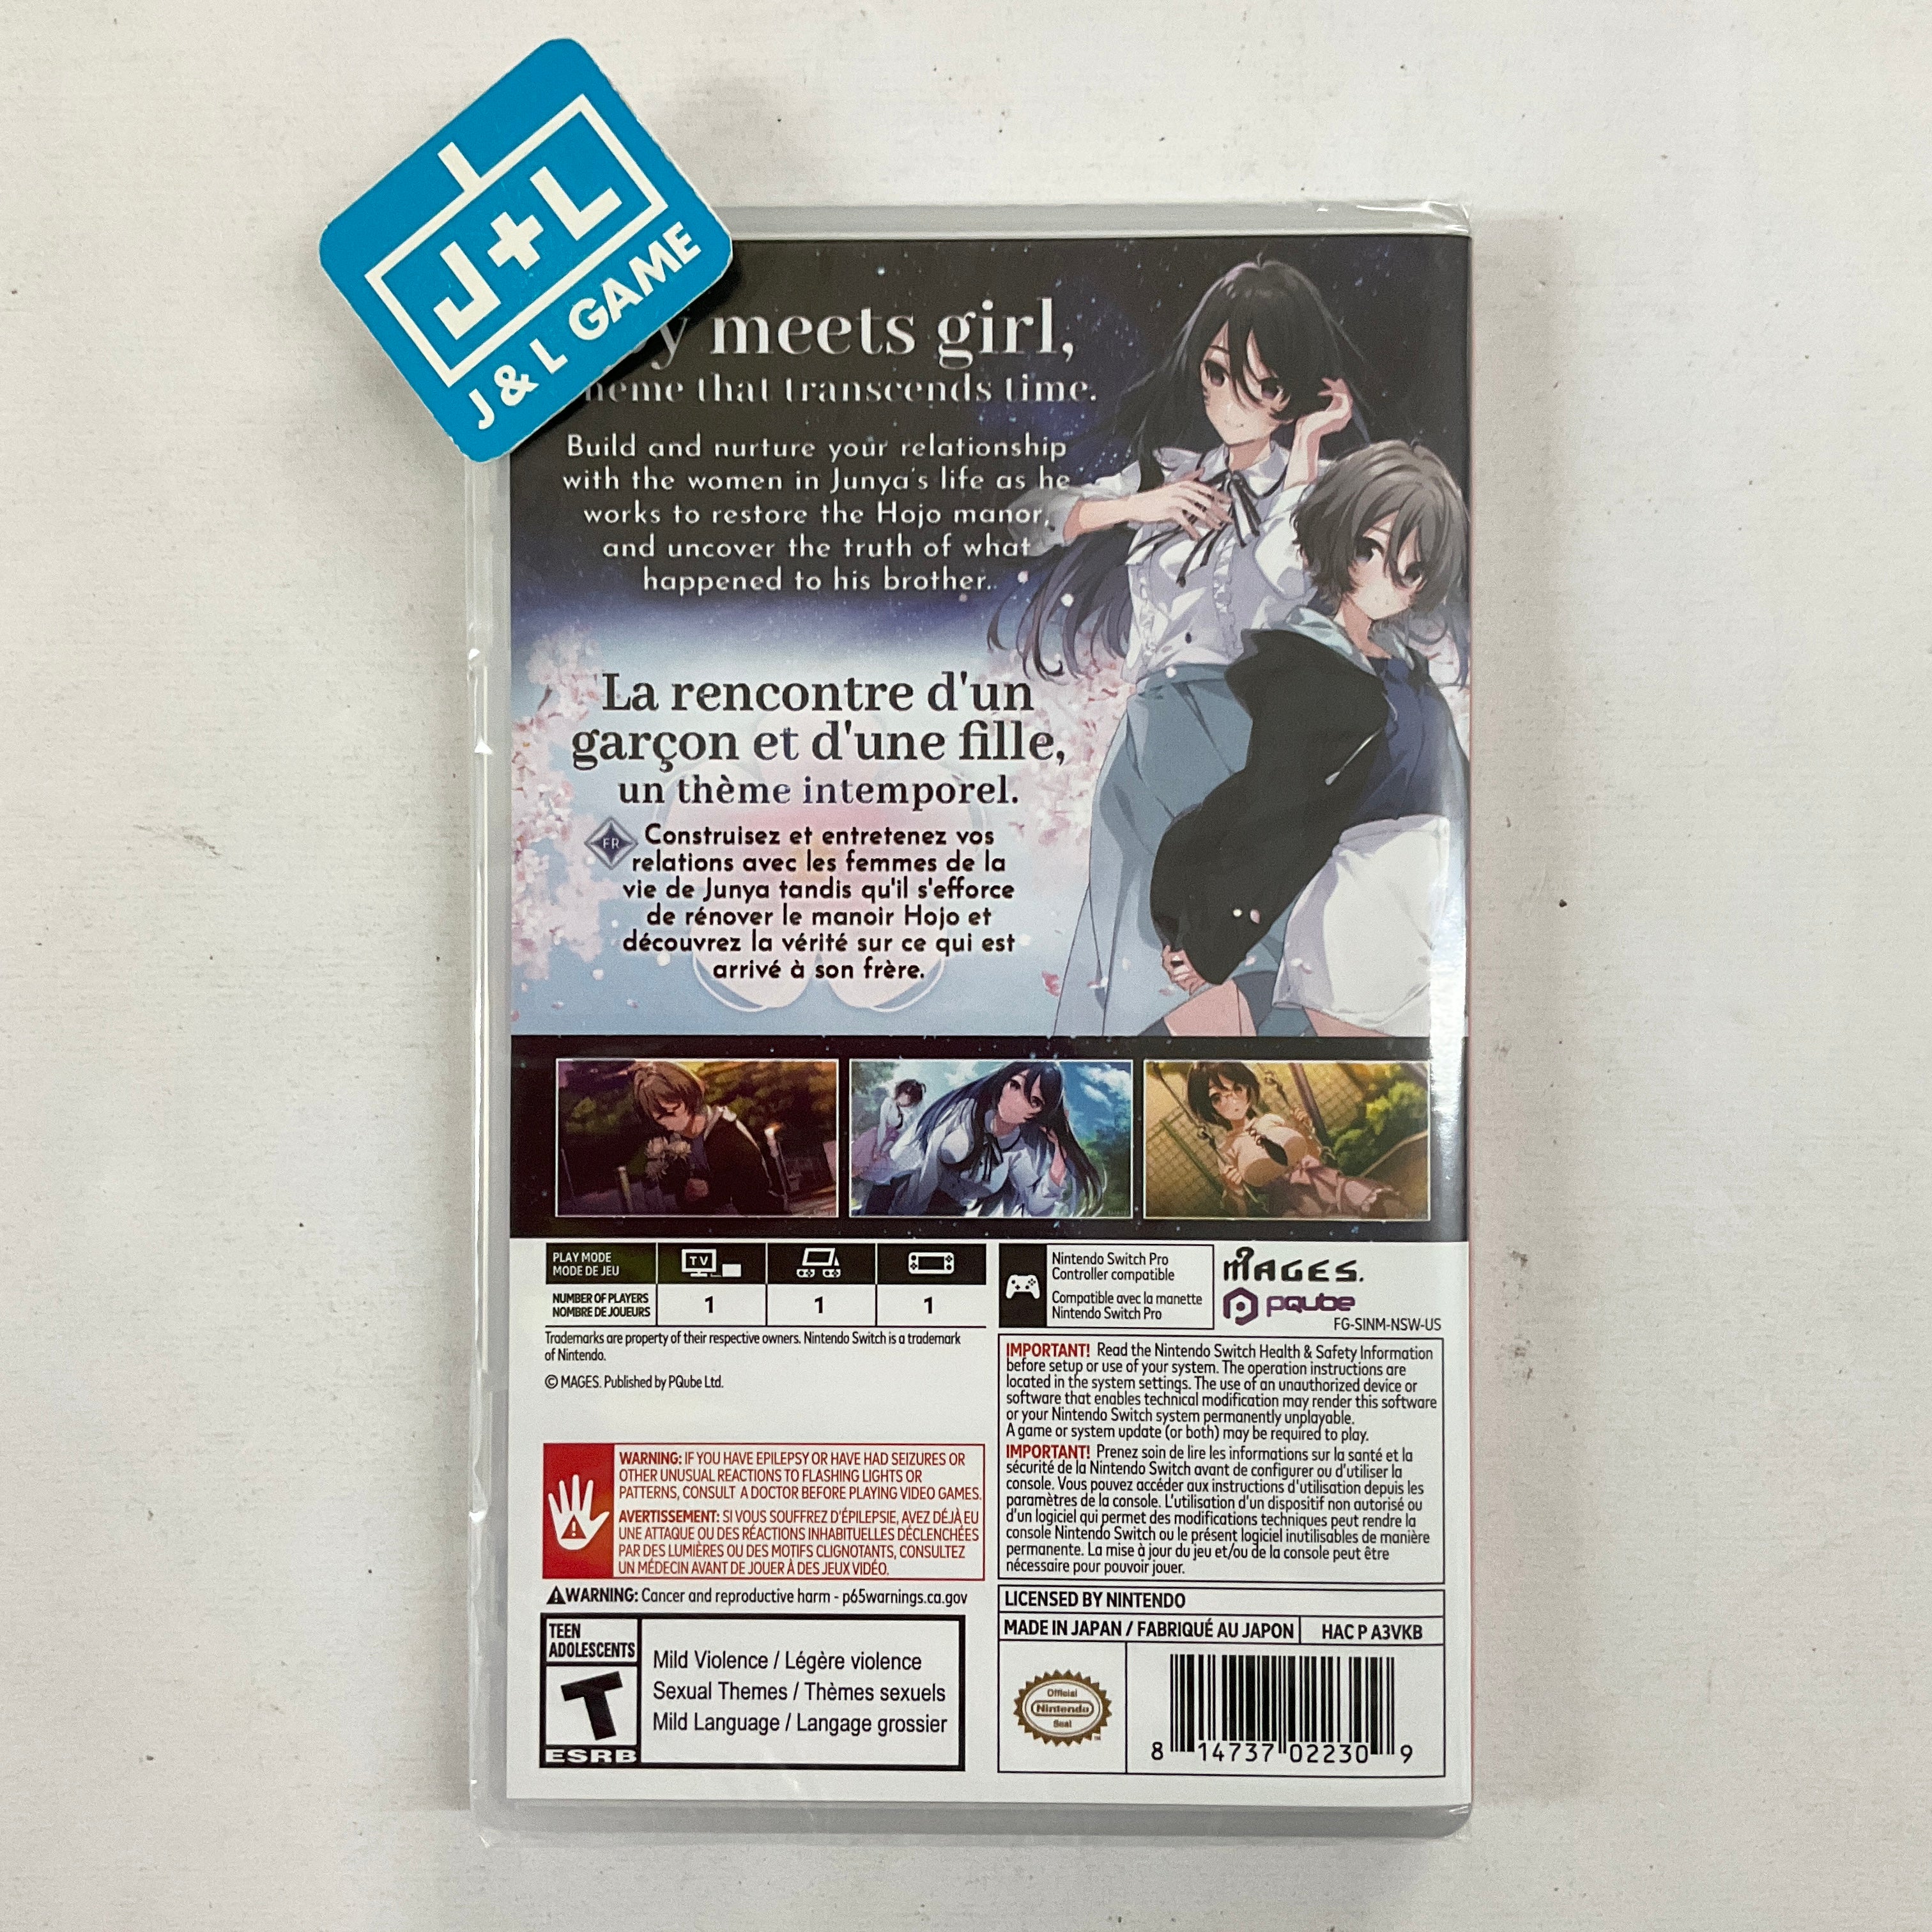 J+L
J & L GAME
meets girl,
that transcends time.
Build and nurture your relationship
with the women in Junya's life as he
works to restore the Hojo manor,
and uncover the truth of what
happened to his brother..
La rencontre d'un
garçon et d'une fille,
un thème intemporel.
FR Construisez et entretenez vos
relations avec les femmes de la
vie de Junya tandis qu'il s'efforce
de rénover le manoir Hojo et
découvrez la vérité sur ce qui est
arrivé à son frère.
PLAY MODE
MODE DE JEU
TV
NUMBER OF PLAYERS
NOMBRE DE JOUEURS
1 1 1
Nintendo Switch Pro
Controller compatible
Compatible avec la manette
Nintendo Switch Pro
MAGES.
pqube
FG-SINM-NSW-US
Trademarks are property of their respective owners. Nintendo Switch is a trademark
of Nintendo.
© MAGES. Published by PQube Ltd.
IMPORTANT! Read the Nintendo Switch Health & Safety Information
before setup or use of your system. The operation instructions are
located in the system settings. The use of an unauthorized device or
software that enables technical modification may render this software
or your Nintendo Switch system permanently unplayable.
A game or system update (or both) may be required to play.
IMPORTANT! Prenez soin de lire les informations sur la santé et la
sécurité de la Nintendo Switch avant de configurer ou d'utiliser la
console. Vous pouvez accéder aux instructions d'utilisation depuis les
paramètres de la console. L'utilisation d'un dispositif non autorisé ou
d'un logiciel qui permet des modifications techniques peut rendre la
console Nintendo Switch ou le présent logiciel inutilisables de manière
permanente. La mise à jour du jeu et/ou de la console peut être
nécessaire pour pouvoir jouer.
WARNING: IF YOU HAVE EPILEPSY OR HAVE HAD SEIZURES OR
OTHER UNUSUAL REACTIONS TO FLASHING LIGHTS OR
PATTERNS, CONSULT A DOCTOR BEFORE PLAYING VIDEO GAMES.
AVERTISSEMENT: SI VOUS SOUFFREZ D'ÉPILEPSIE, AVEZ DÉJÀ EU
UNE ATTAQUE OU DES RÉACTIONS INHABITUELLES DÉCLENCHÉES
PAR DES LUMIÈRES OU DES MOTIFS CLIGNOTANTS, CONSULTEZ
UN MÉDECIN AVANT DE JOUER À DES JEUX VIDÉO.
WARNING: Cancer and reproductive harm - p65warnings.ca.gov
TEEN
ADOLESCENTS
T
ESRB
Mild Violence / Légère violence
Sexual Themes / Thèmes sexuels
Mild Language / Langage grossier
LICENSED BY NINTENDO
MADE IN JAPAN / FABRIQUÉ AU JAPON HAC P A3VKB
Official
Nintendo
Seal
8 14737 02230 9